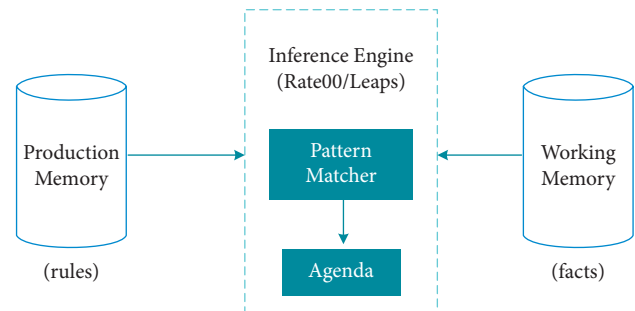 Inference Engine
(Rate00/Leaps)
Production
Memory
Pattern
Matcher
Working
Memory
Agenda
(rules)
(facts)